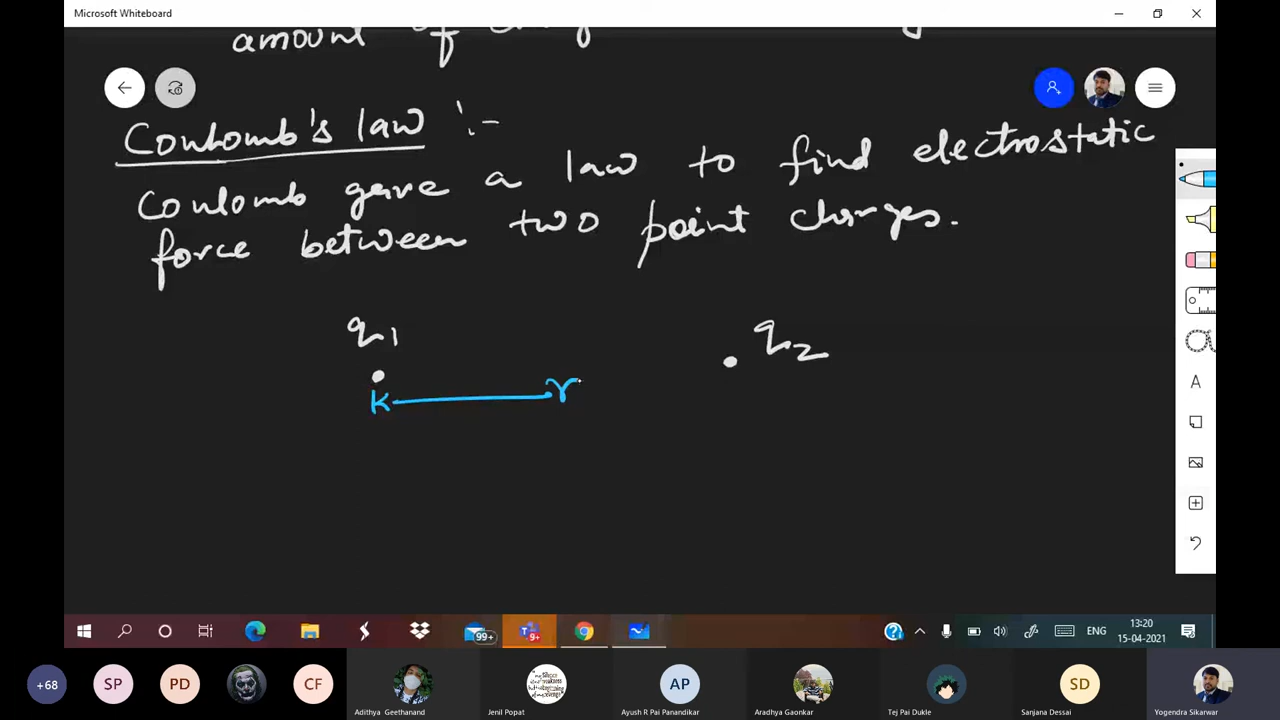 Microsoft Whiteboard
amount of
Coulomb's law :-
Coulomb gave a law to find electrostatic
force between two point charges.
q1
q2
r
A
99+
9+
ENG
13:20
15-04-2021
+68
SP
PD
CF
AP
SD
Adithya Geethanand
Jenil Popat
Ayush R Pai Panandikar
Aradhya Gaonkar
Tej Pai Dukle
Sanjana Dessai
Yogendra Sikarwar